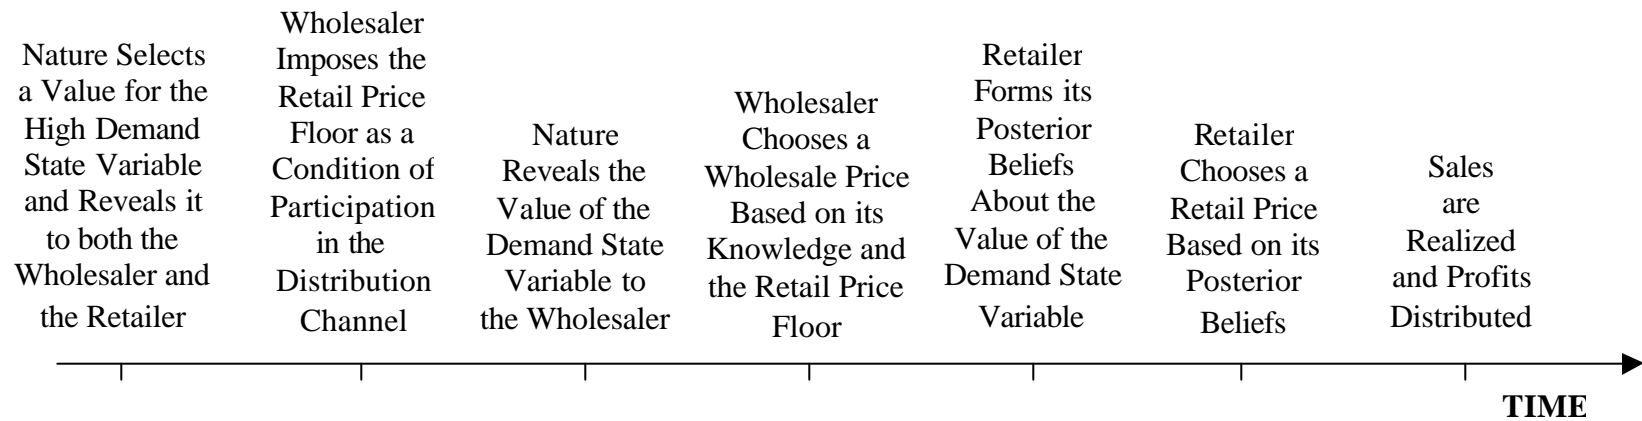 Nature Selects
a Value for the
High Demand
State Variable
and Reveals it
to both the
Wholesaler and
the Retailer
Wholesaler
Imposes the
Retail Price
Floor as a
Condition of
Participation
in the
Distribution
Channel
Nature
Reveals the
Value of the
Demand State
Variable to
the Wholesaler
Wholesaler
Chooses a
Wholesale Price
Based on its
Knowledge and
the Retail Price
Floor
Retailer
Forms its
Posterior
Beliefs
About the
Value of the
Demand State
Variable
Retailer
Chooses a
Retail Price
Based on its
Posterior
Beliefs
Sales
are
Realized
and Profits
Distributed
TIME